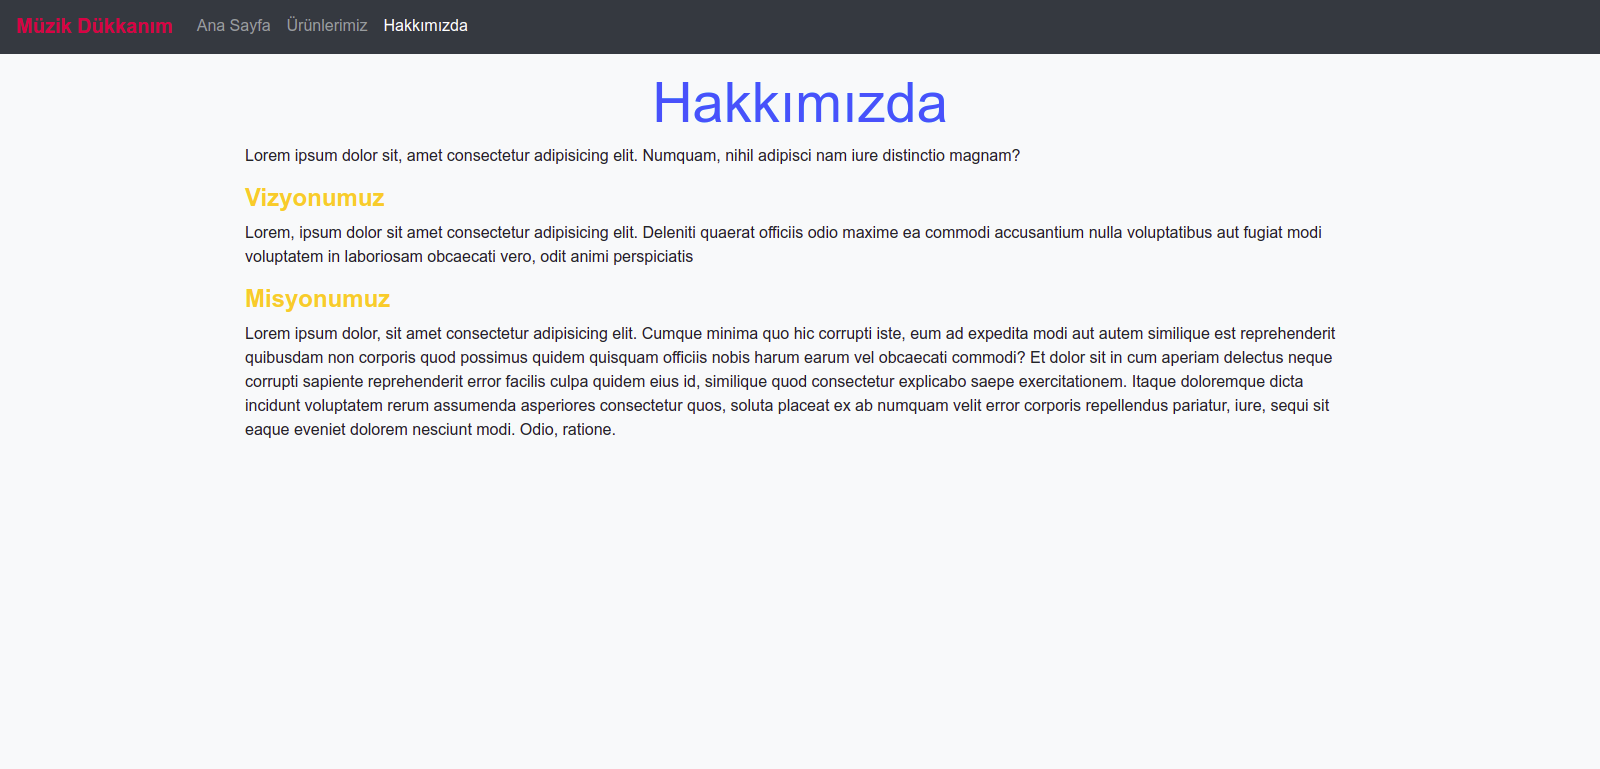 Müzik Dükkanım Ana Sayfa Ürünlerimiz Hakkımızda
Hakkımızda
Lorem ipsum dolor sit, amet consectetur adipisicing elit. Numquam, nihil adipisci nam iure distinctio magnam?
Vizyonumuz
Lorem, ipsum dolor sit amet consectetur adipisicing elit. Deleniti quaerat officiis odio maxime ea commodi accusantium nulla voluptatibus aut fugiat modi
voluptatem in laboriosam obcaecati vero, odit animi perspiciatis
Misyonumuz
Lorem ipsum dolor, sit amet consectetur adipisicing elit. Cumque minima quo hic corrupti iste, eum ad expedita modi aut autem similique est reprehenderit
quibusdam non corporis quod possimus quidem quisquam officiis nobis harum earum vel obcaecati commodi? Et dolor sit in cum aperiam delectus neque
corrupti sapiente reprehenderit error facilis culpa quidem eius id, similique quod consectetur explicabo saepe exercitationem. Itaque doloremque dicta
incidunt voluptatem rerum assumenda asperiores consectetur quos, soluta placeat ex ab numquam velit error corporis repellendus pariatur, iure, sequi sit
eaque eveniet dolorem nesciunt modi. Odio, ratione.